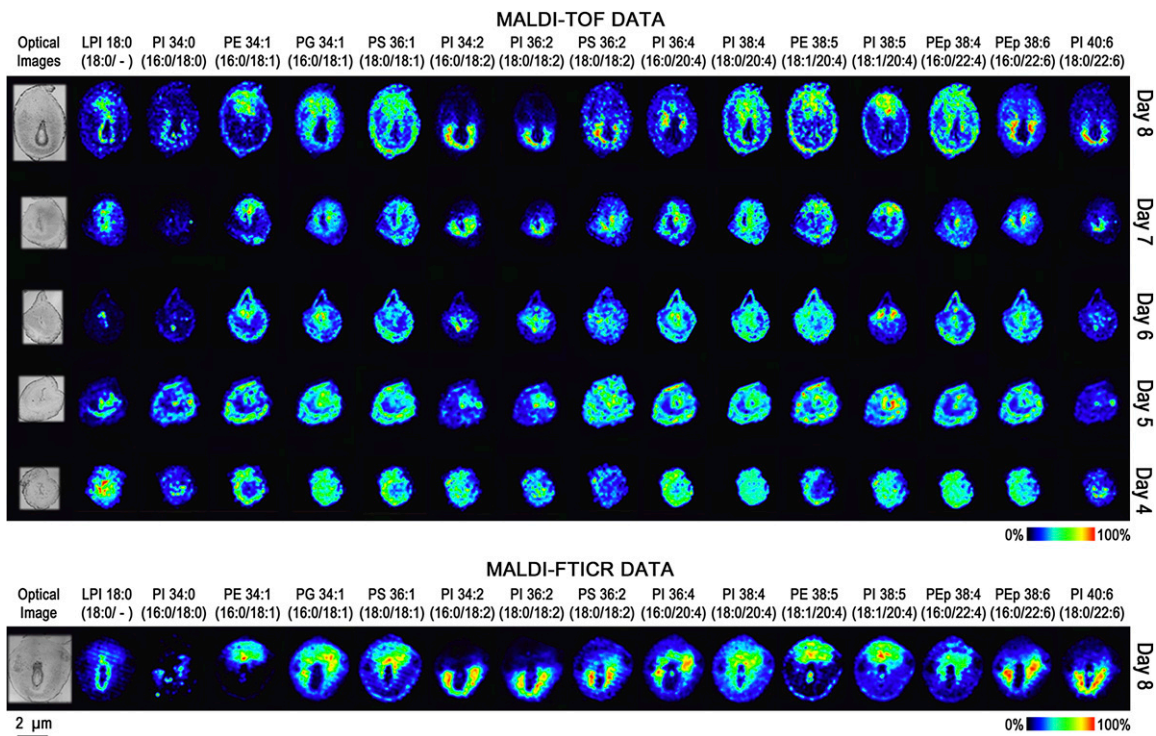 MALDI-TOF DATA
Optical Images
LPI 18:0 (18:0/ -)
PI 34:0 (16:0/18:0)
PE 34:1 (16:0/18:1)
PG 34:1 (16:0/18:1)
PS 36:1 (18:0/18:1)
PI 34:2 (16:0/18:2)
PI 36:2 (18:0/18:2)
PS 36:2 (18:0/18:2)
PI 36:4 (16:0/20:4)
PI 38:4 (18:0/20:4)
PE 38:5 (18:1/20:4)
PI 38:5 (18:1/20:4)
PEp 38:4 (16:0/22:4)
PEp 38:6 (16:0/22:6)
PI 40:6 (18:0/22:6)
Day 8
Day 7
Day 6
Day 5
Day 4
0% 100%
MALDI-FTICR DATA
Optical Image
LPI 18:0 (18:0/ -)
PI 34:0 (16:0/18:0)
PE 34:1 (16:0/18:1)
PG 34:1 (16:0/18:1)
PS 36:1 (18:0/18:1)
PI 34:2 (16:0/18:2)
PI 36:2 (18:0/18:2)
PS 36:2 (18:0/18:2)
PI 36:4 (16:0/20:4)
PI 38:4 (18:0/20:4)
PE 38:5 (18:1/20:4)
PI 38:5 (18:1/20:4)
PEp 38:4 (16:0/22:4)
PEp 38:6 (16:0/22:6)
PI 40:6 (18:0/22:6)
Day 8
2 µm
0% 100%